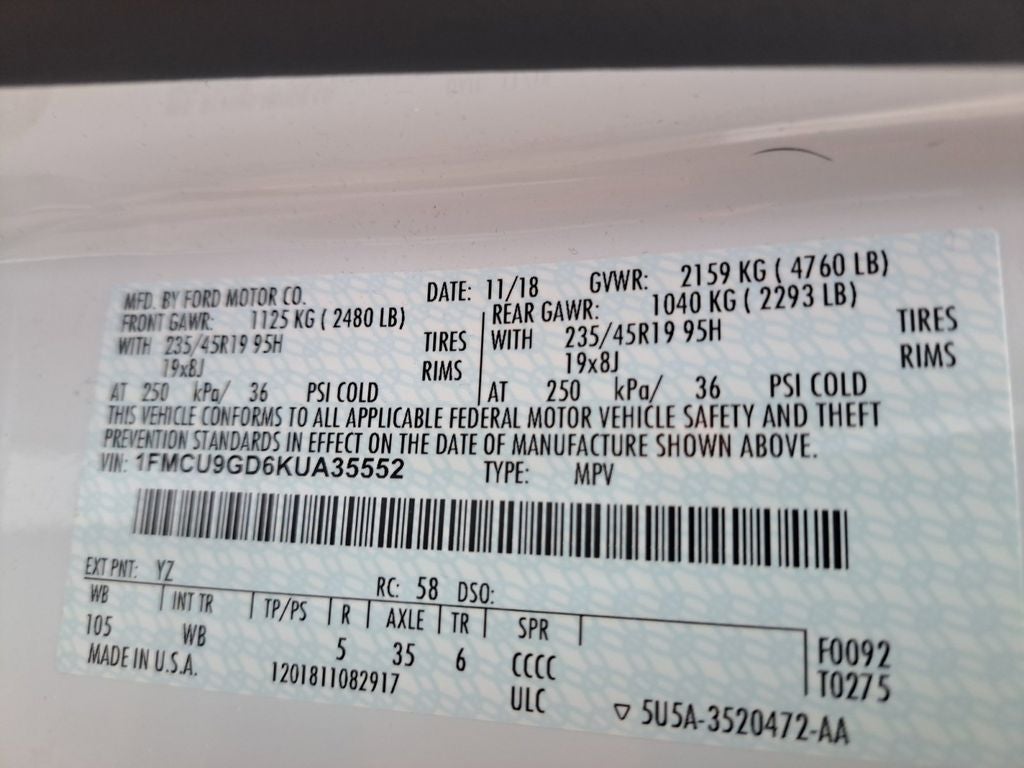 MFD. BY FORD MOTOR CO. DATE: 11/18 GVWR: 2159 KG ( 4760 LB)
FRONT GAWR: 1125 KG ( 2480 LB) REAR GAWR: 1040 KG ( 2293 LB)
WITH 235/45R19 95H TIRES WITH 235/45R19 95H TIRES
19x8J RIMS 19x8J RIMS
AT 250 kPa/ 36 PSI COLD AT 250 kPa/ 36 PSI COLD
THIS VEHICLE CONFORMS TO ALL APPLICABLE FEDERAL MOTOR VEHICLE SAFETY AND THEFT
PREVENTION STANDARDS IN EFFECT ON THE DATE OF MANUFACTURE SHOWN ABOVE.
VIN: 1FMCU9GD6KUA35552 TYPE: MPV
EXT PNT: YZ RC: 58 DSO:
WB INT TR TP/PS R AXLE TR SPR
105 WB 5 35 6 CCCC F0092
MADE IN U.S.A. 1201811082917 ULC T0275
▽ 5U5A-3520472-AA